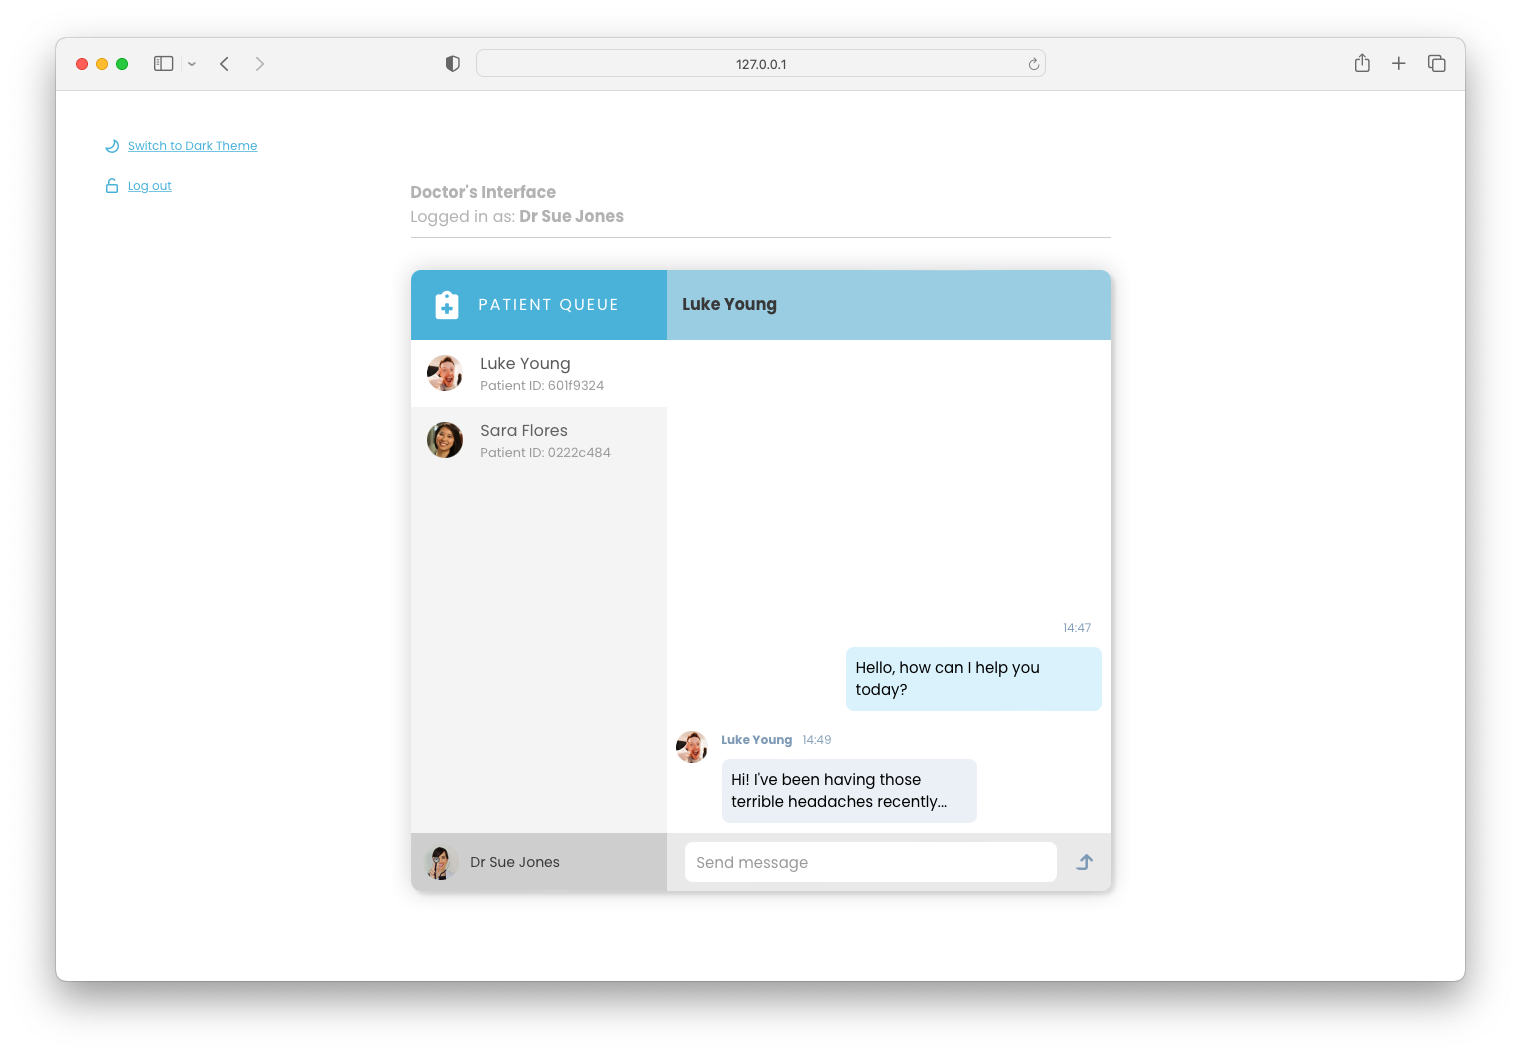 127.0.0.1
Switch to Dark Theme
Log out
Doctor's Interface
Logged in as: Dr Sue Jones
PATIENT QUEUE
Luke Young
Luke Young
Patient ID: 601f9324
Sara Flores
Patient ID: 0222c484
14:47
Hello, how can I help you
today?
Luke Young 14:49
Hi! I've been having those
terrible headaches recently...
Dr Sue Jones
Send message